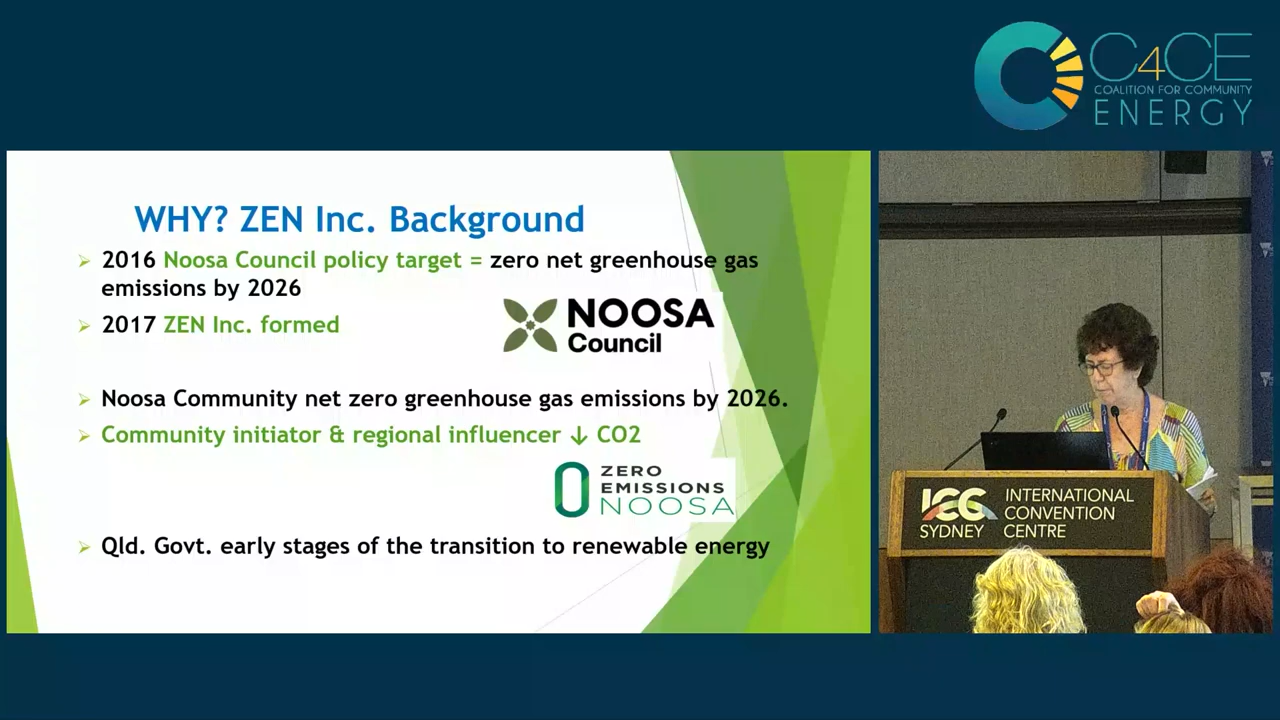 C4CE
COALITION FOR COMMUNITY
ENERGY
WHY? ZEN Inc. Background
2016 Noosa Council policy target = zero net greenhouse gas
emissions by 2026
2017 ZEN Inc. formed
NOOSA
Council
Noosa Community net zero greenhouse gas emissions by 2026.
Community initiator & regional influencer ↓ CO2
ZERO
EMISSIONS
NOOSA
Qld. Govt. early stages of the transition to renewable energy
ICC
SYDNEY
INTERNATIONAL
CONVENTION
CENTRE